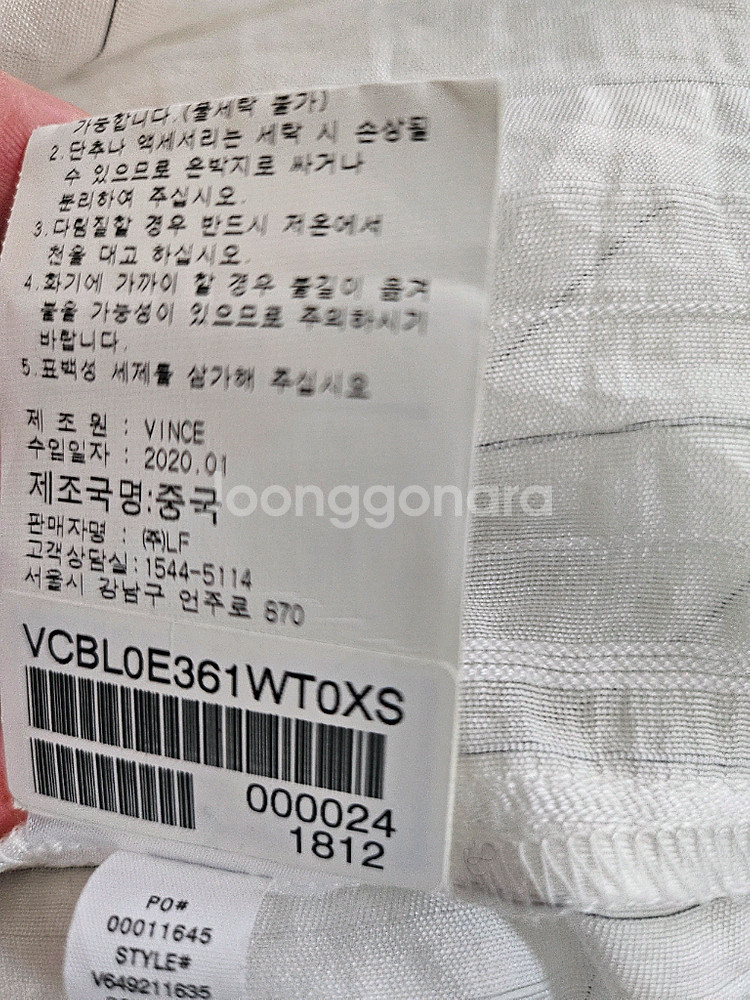 가능합니다.(물세탁 불가)
2.단추나 액세서리는 세탁 시 손상될
수 있으므로 은박지로 싸거나
분리하여 주십시오.
3.다림질할 경우 반드시 저온에서
천을 대고 하십시오.
4.화기에 가까이 할 경우 불길이 옮겨
붙을 가능성이 있으므로 주의하시기
바랍니다.
5.표백성 세제를 삼가해 주십시오
제 조 원 : VINCE
수입일자 : 2020.01
제조국명:중국
loonggonara
판매자명 : ㈜LF
고객상담실:1544-5114
서울시 강남구 언주로 870
VCBL0E361WT0XS
000024
1812
PO#
00011645
STYLE#
V649211635